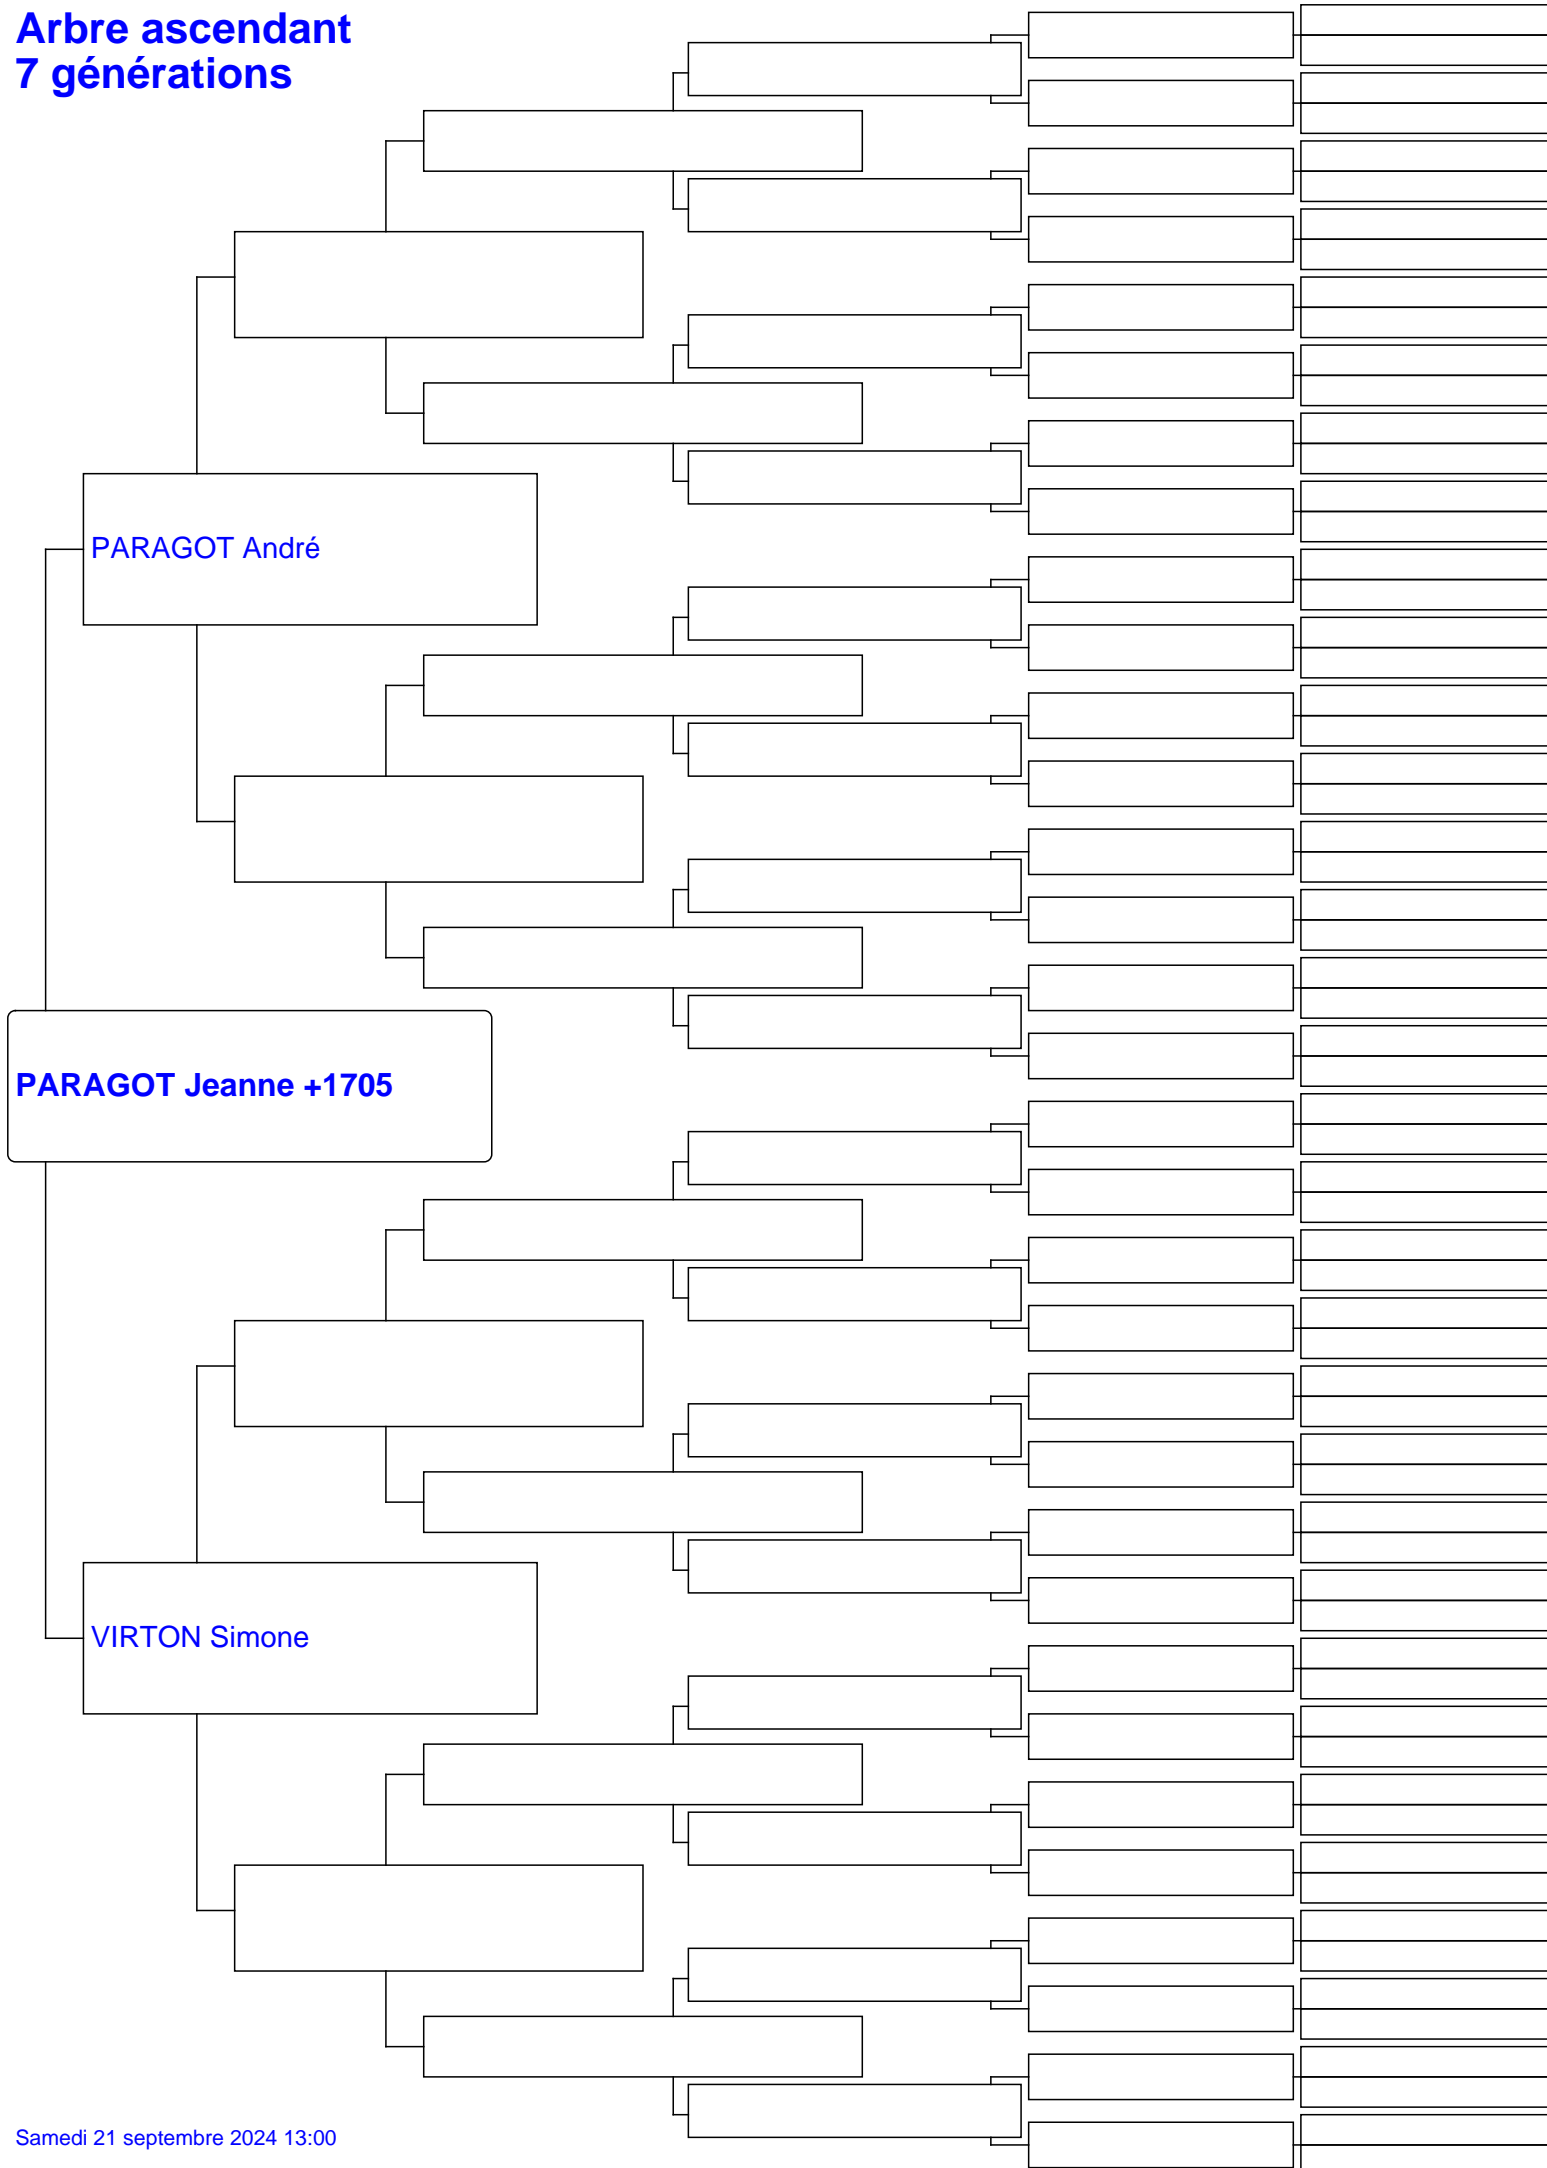 Arbre ascendant
7 générations
PARAGOT André
PARAGOT Jeanne +1705
VIRTON Simone
Samedi 21 septembre 2024 13:00